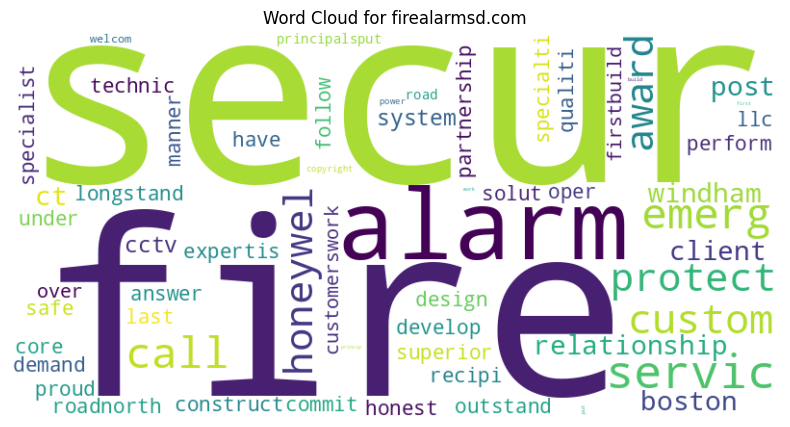 Word Cloud for firealarmsd.com
welcom
principalsput
secur
specialist
technic
manner
have
follow
power
road
system
partnership
specialti
qualiti
firstbuild
build
award
post
first
llc
perform
copyright
ct
longstand
under
cctv
expertis
honeywel
customerswork
alarm
work
solut
oper
windham
emerg
client
protect
fire
over
safe
answer
last
core
demand
call
proud
roadnorth
construct
commit
honest
design
develop
superior
recipi
outstand
relationship
custom
servic
boston